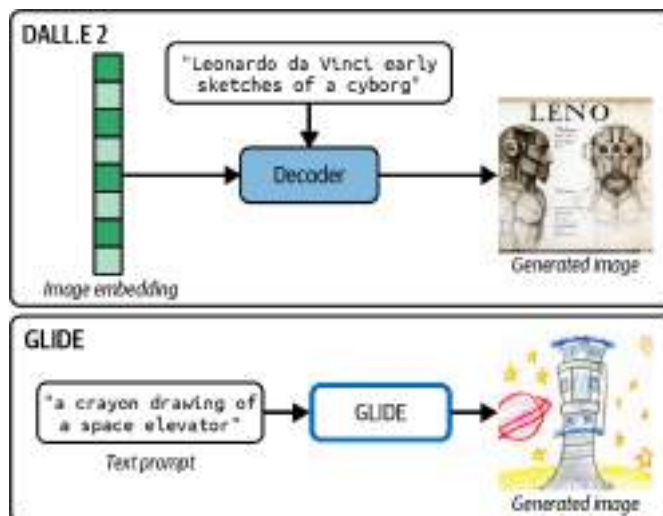 DALL.E 2
"Leonardo da Vinci early
sketches of a cyborg"
Decoder
LENO
Image embedding
Generated image
GLIDE
"a crayon drawing of
a space elevator"
GLIDE
Text prompt
Generated image